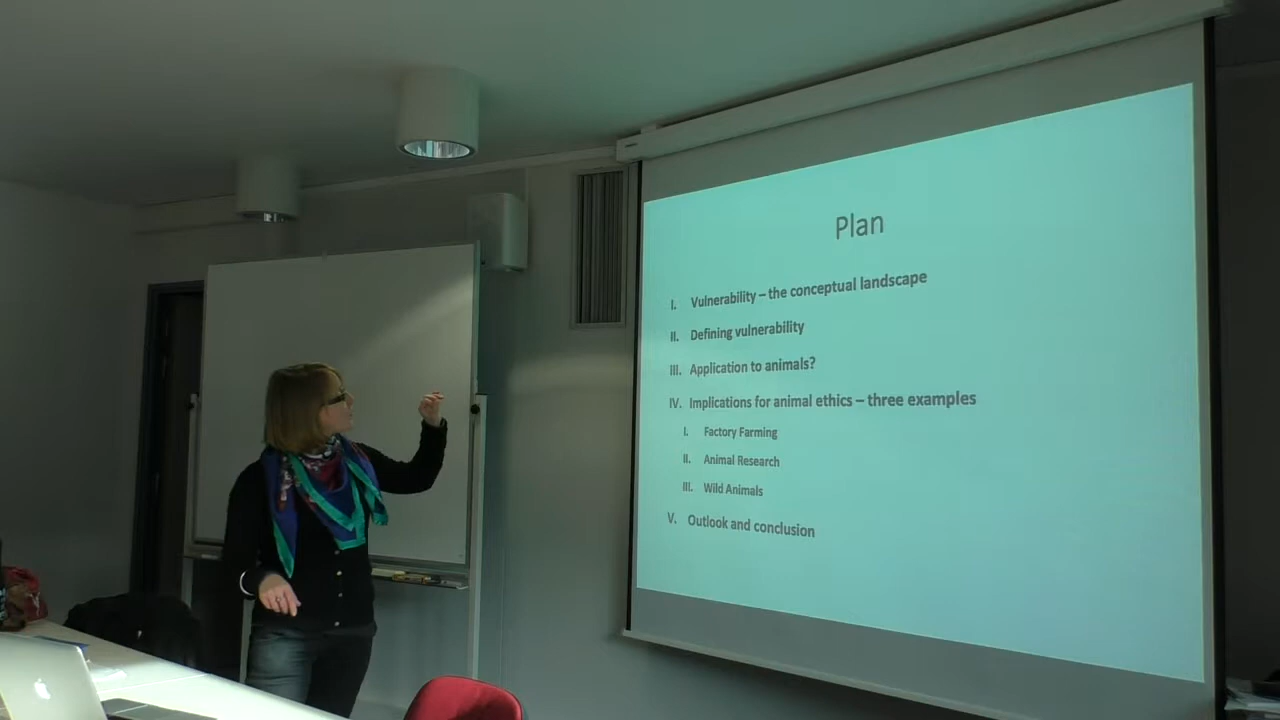 Plan
I. Vulnerability – the conceptual landscape
II. Defining vulnerability
III. Application to animals?
IV. Implications for animal ethics – three examples
I. Factory Farming
II. Animal Research
III. Wild Animals
V. Outlook and conclusion